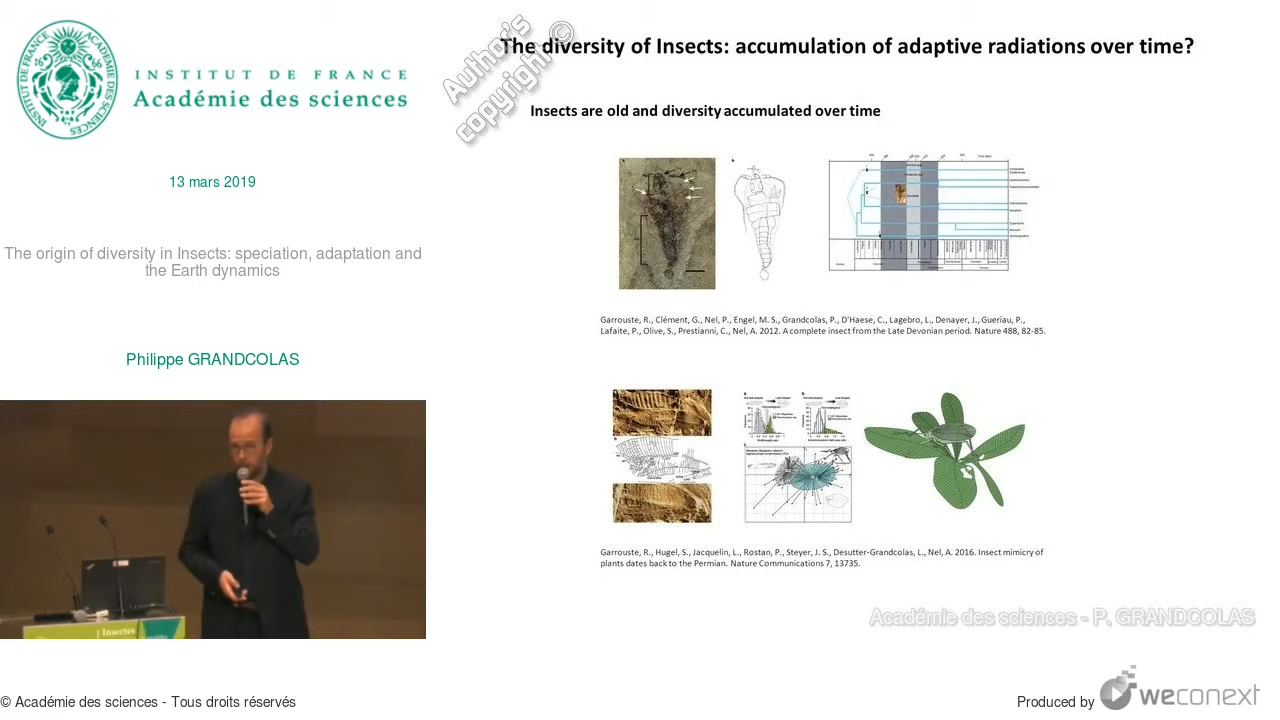 INSTITUT DE FRANCE
Académie des sciences
13 mars 2019
The origin of diversity in Insects: speciation, adaptation and
the Earth dynamics
Philippe GRANDCOLAS
Insectes
Autho's
copyright ©
The diversity of Insects: accumulation of adaptive radiations over time?
Insects are old and diversity accumulated over time
Garrouste, R., Clément, G., Nel, P., Engel, M. S., Grandcolas, P., D'Haese, C., Lagebro, L., Denayer, J., Gueriau, P.,
Lafaite, P., Olive, S., Prestianni, C., Nel, A. 2012. A complete insect from the Late Devonian period. Nature 488, 82-85.
Garrouste, R., Hugel, S., Jacquelin, L., Rostan, P., Steyer, J. S., Desutter-Grandcolas, L., Nel, A. 2016. Insect mimicry of
plants dates back to the Permian. Nature Communications 7, 13735.
Académie des sciences - P. GRANDCOLAS
© Académie des sciences - Tous droits réservés
Produced by weconext